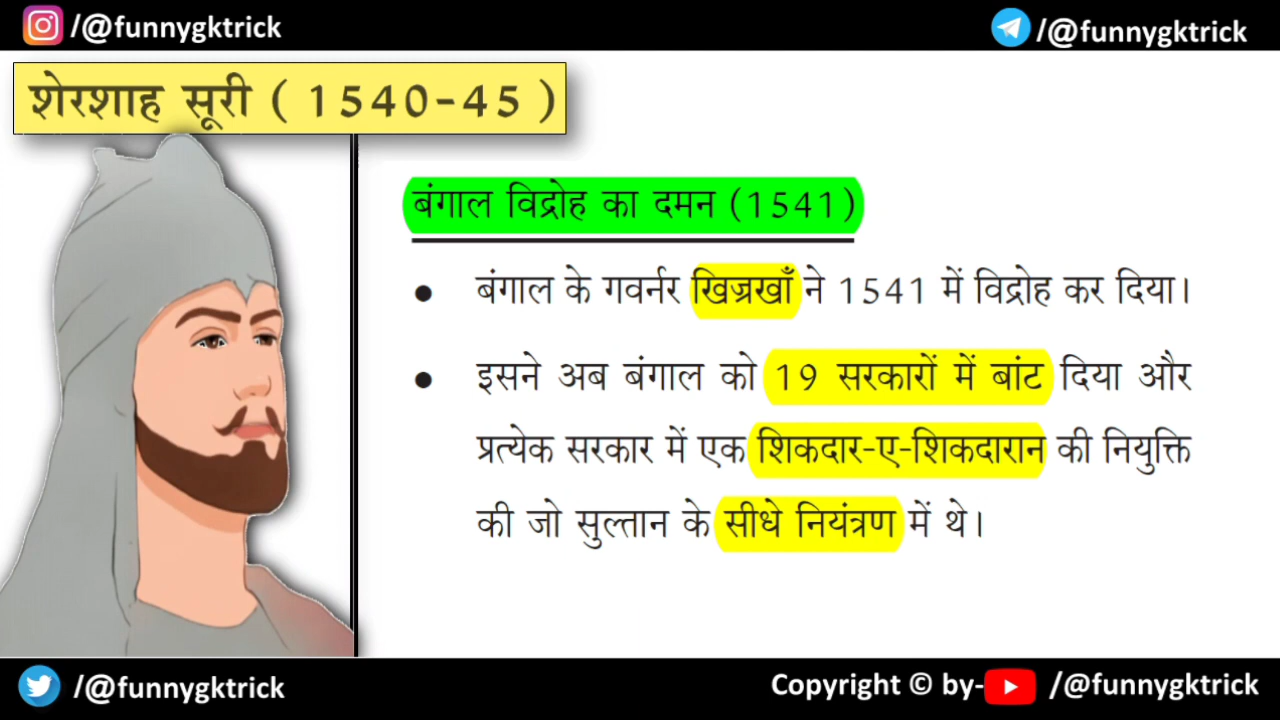 /@funnygktrick
/@funnygktrick
शेरशाह सूरी ( 1540-45 )
बंगाल विद्रोह का दमन (1541)
● बंगाल के गवर्नर खिज्रखाँ ने 1541 में विद्रोह कर दिया।
● इसने अब बंगाल को 19 सरकारों में बांट दिया और
प्रत्येक सरकार में एक शिकदार-ए-शिकदारान की नियुक्ति
की जो सुल्तान के सीधे नियंत्रण में थे।
/@funnygktrick
Copyright © by- /@funnygktrick